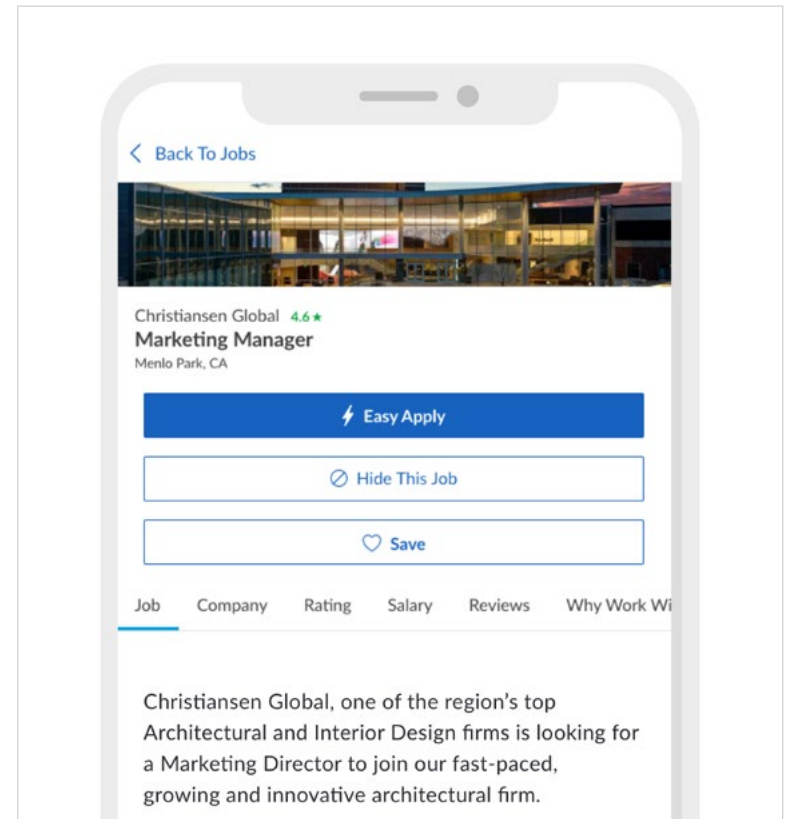 Back To Jobs
Christiansen Global 4.6 ★
Marketing Manager
Menlo Park, CA
Easy Apply
Hide This Job
Save
Job Company Rating Salary Reviews Why Work Wi
Christiansen Global, one of the region's top
Architectural and Interior Design firms is looking for
a Marketing Director to join our fast-paced,
growing and innovative architectural firm.